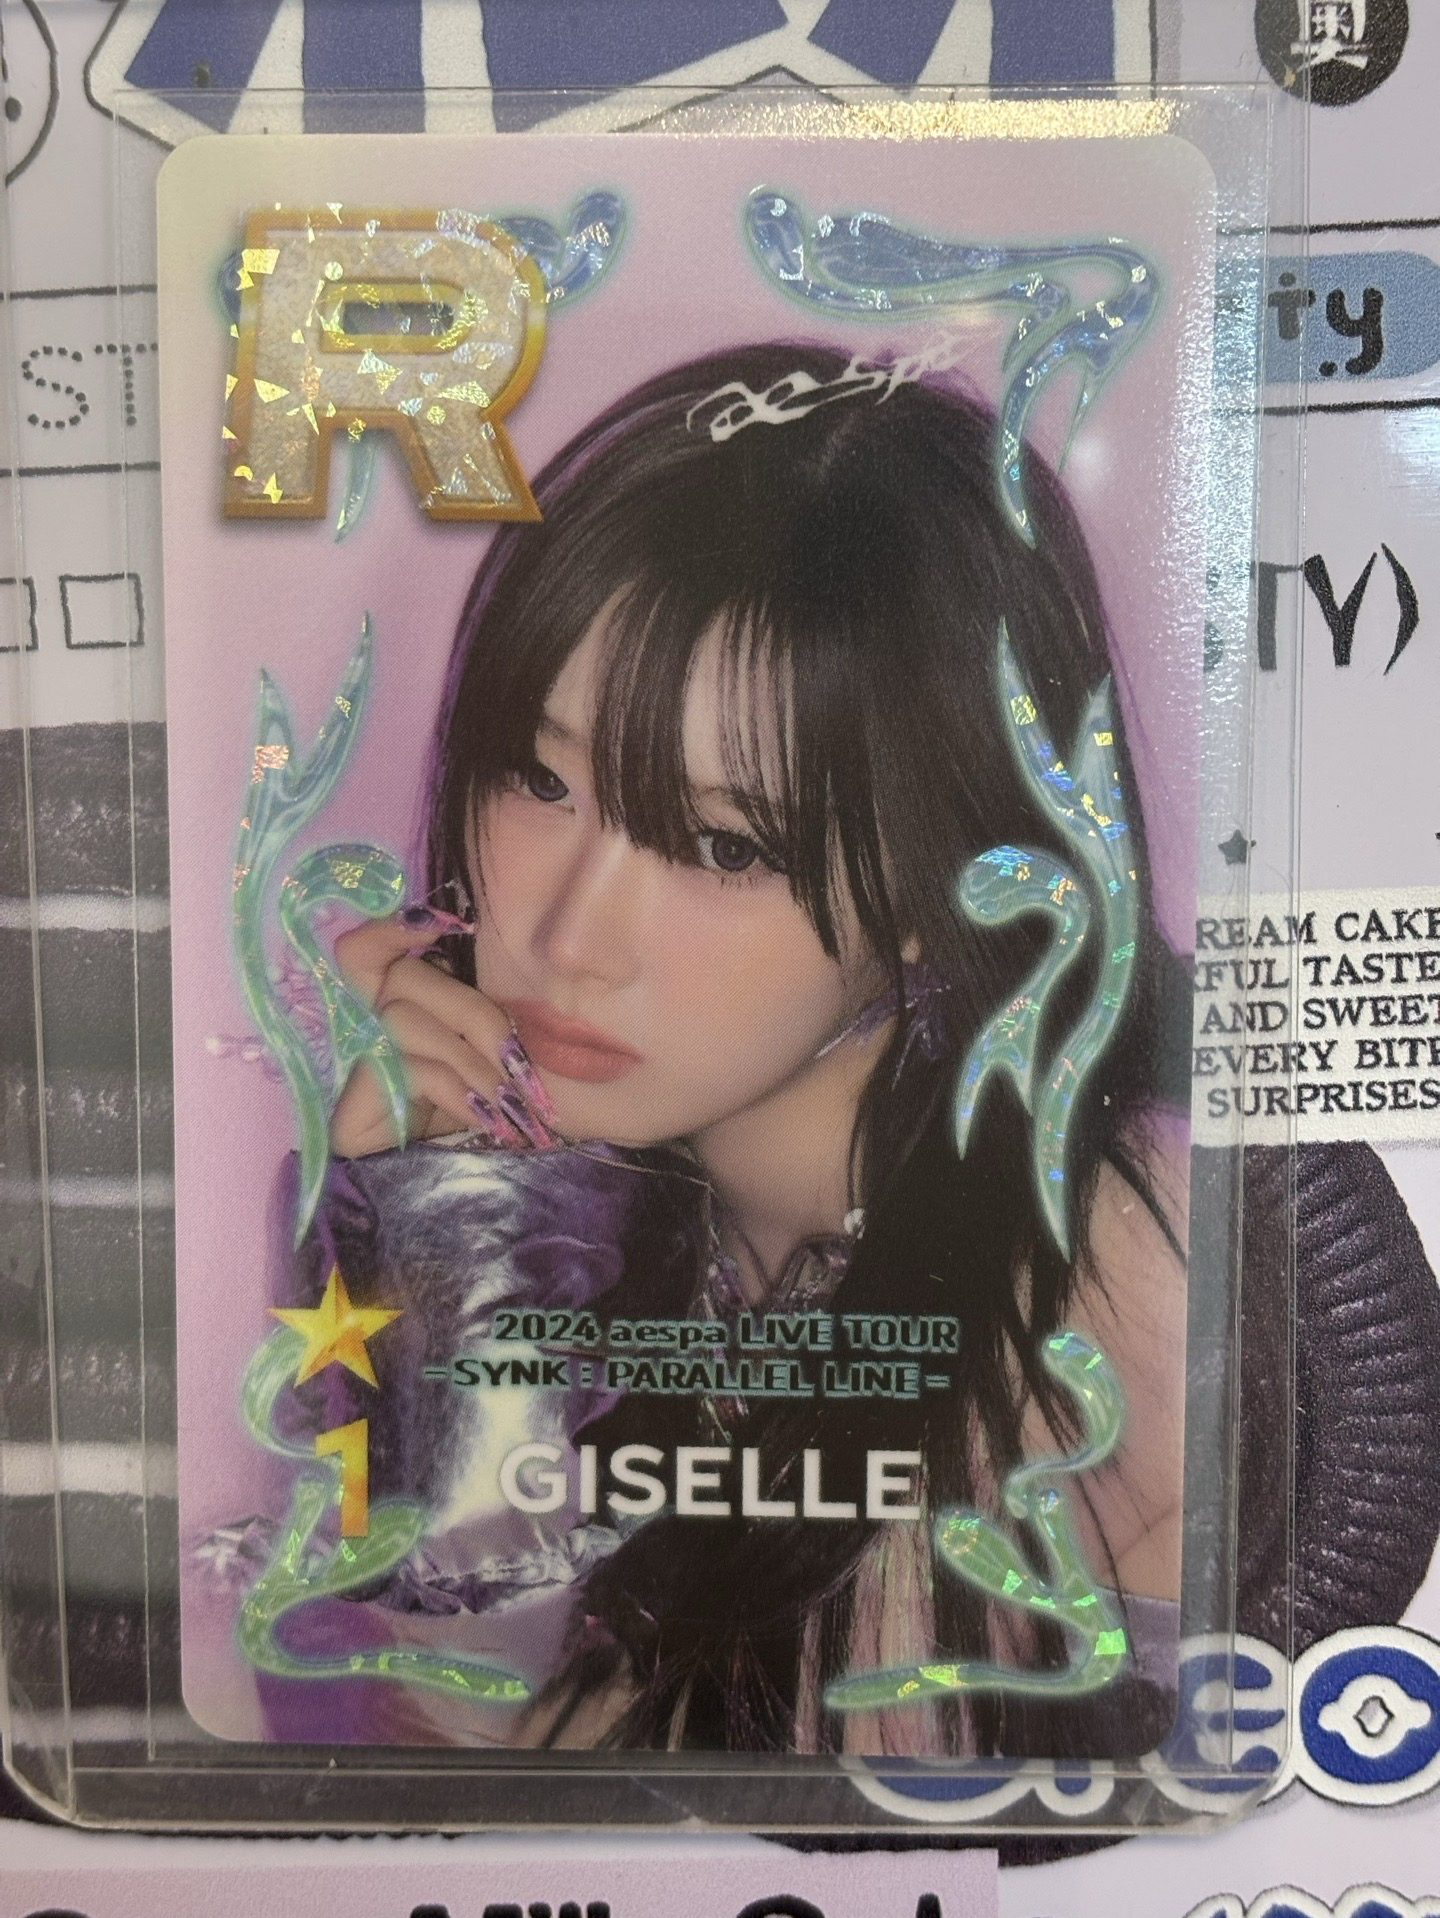 R
aespa
ty
ST
REAM CAKE
RFUL TASTE
AND SWEET
EVERY BITE
SURPRISES
★
1
2024 aespa LIVE TOUR
-SYNK : PARALLEL LINE-
GISELLE
eo